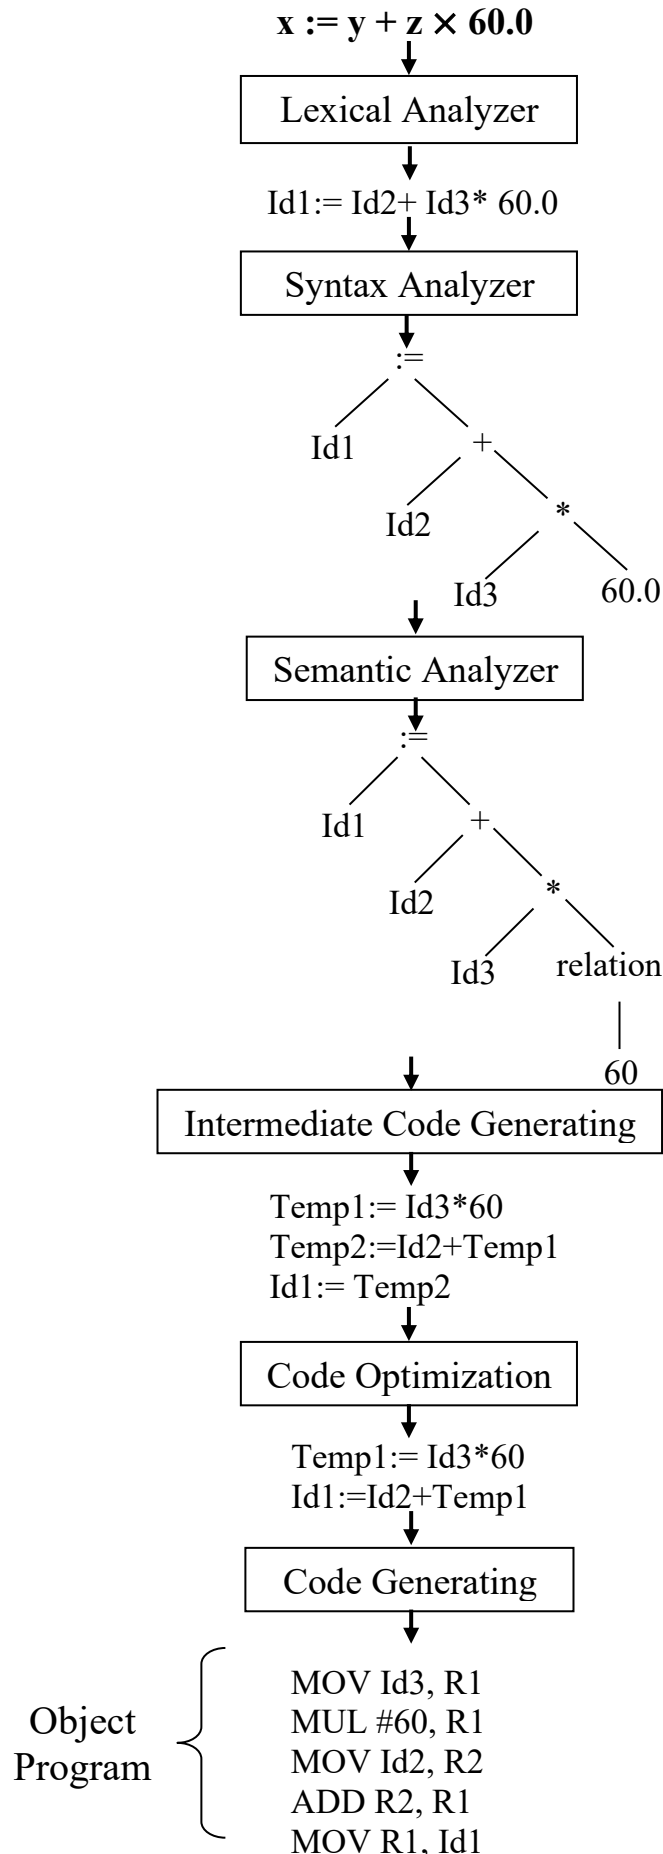 x := y + z × 60.0
Lexical Analyzer
Id1:= Id2+ Id3* 60.0
Syntax Analyzer
:=
Id1
+
Id2
*
Id3
60.0
Semantic Analyzer
:=
Id1
+
Id2
*
Id3
relation
60
Intermediate Code Generating
Temp1:= Id3*60
Temp2:=Id2+Temp1
Id1:= Temp2
Code Optimization
Temp1:= Id3*60
Id1:=Id2+Temp1
Code Generating
Object
Program
MOV Id3, R1
MUL #60, R1
MOV Id2, R2
ADD R2, R1
MOV R1, Id1